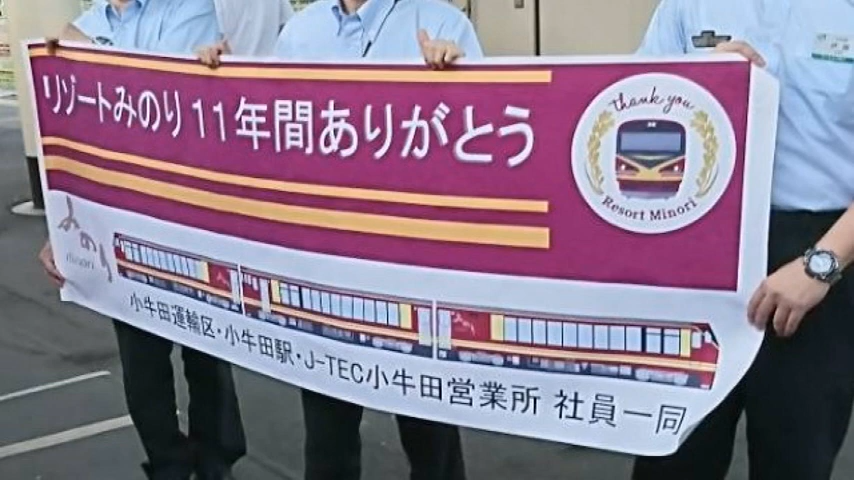 リゾートみのり11年間ありがとう
thank you
Resort Minori
みのり
minori
小牛田運輸区・小牛田駅・J-TEC小牛田営業所 社員一同